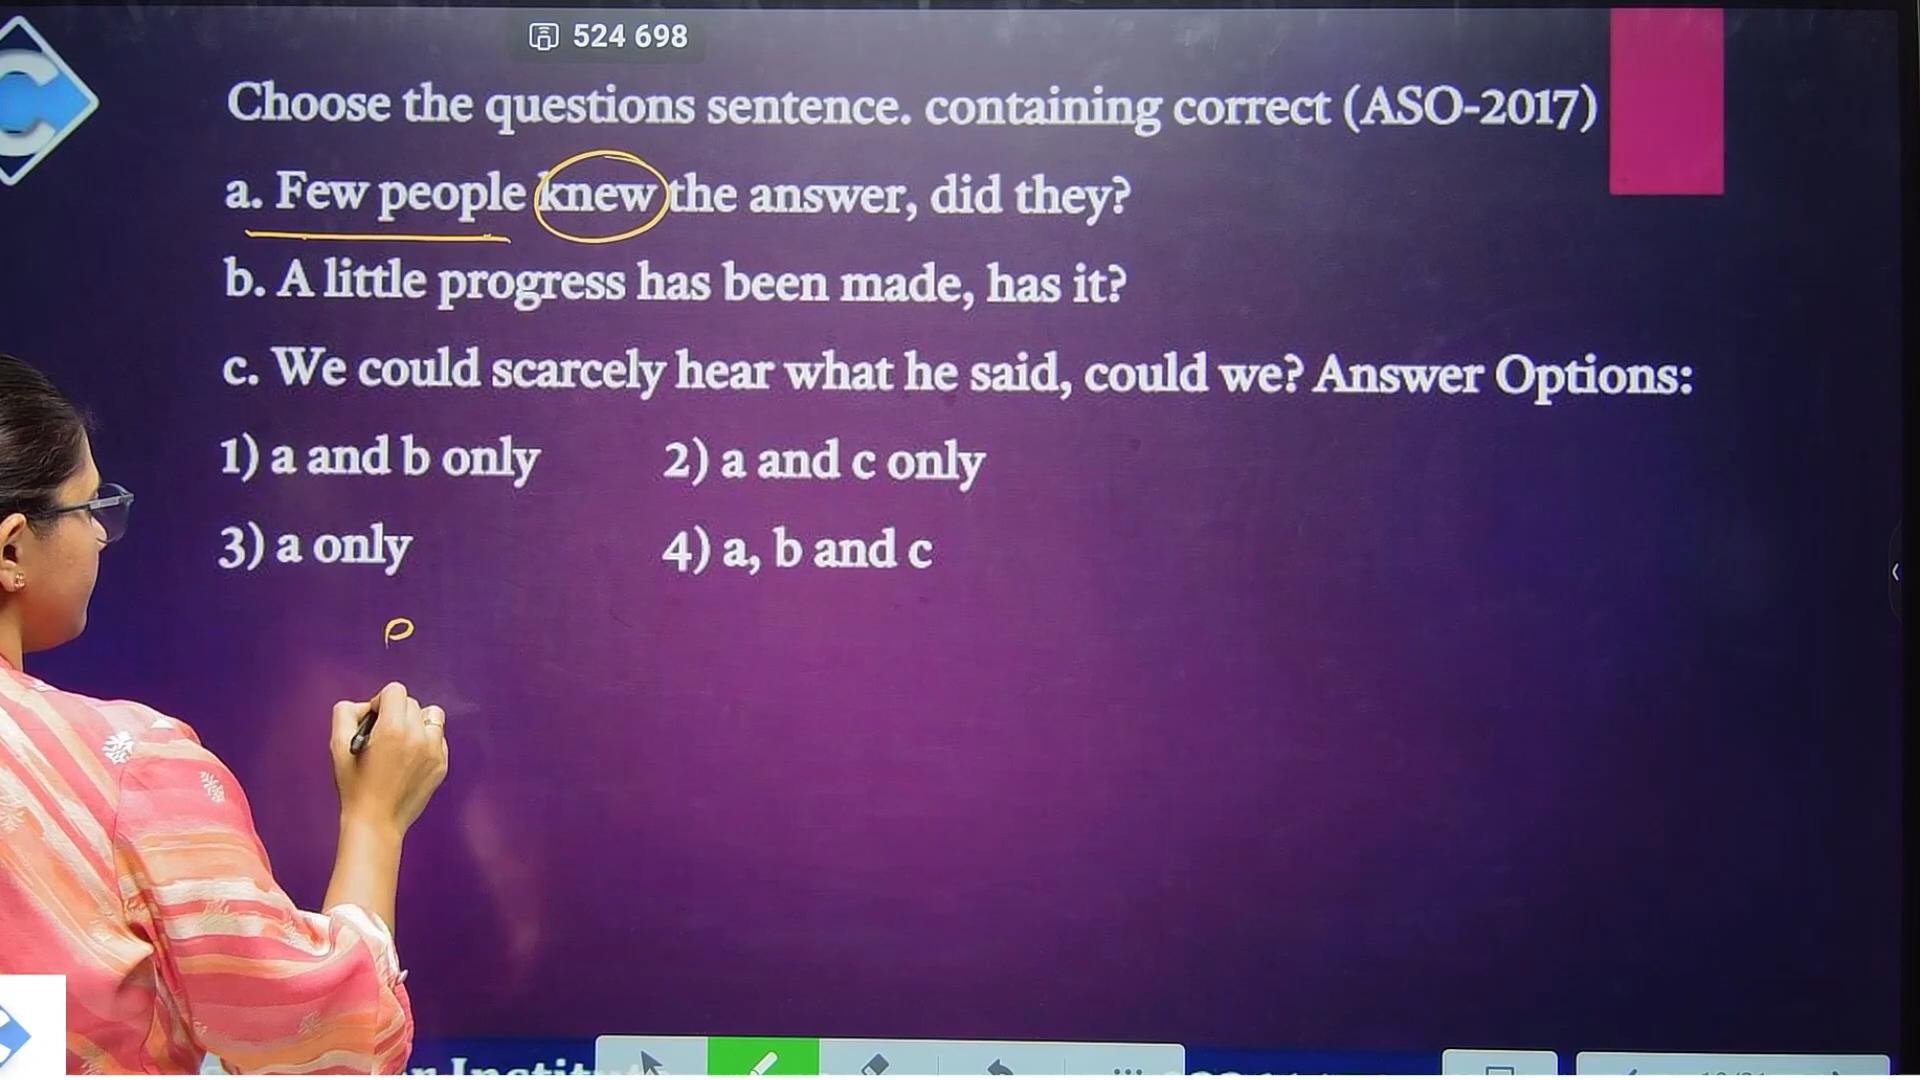 524 698
Choose the questions sentence. containing correct (ASO-2017)
a. Few people knew the answer, did they?
b. A little progress has been made, has it?
c. We could scarcely hear what he said, could we? Answer Options:
1) a and b only 2) a and c only
3) a only 4) a, b and c